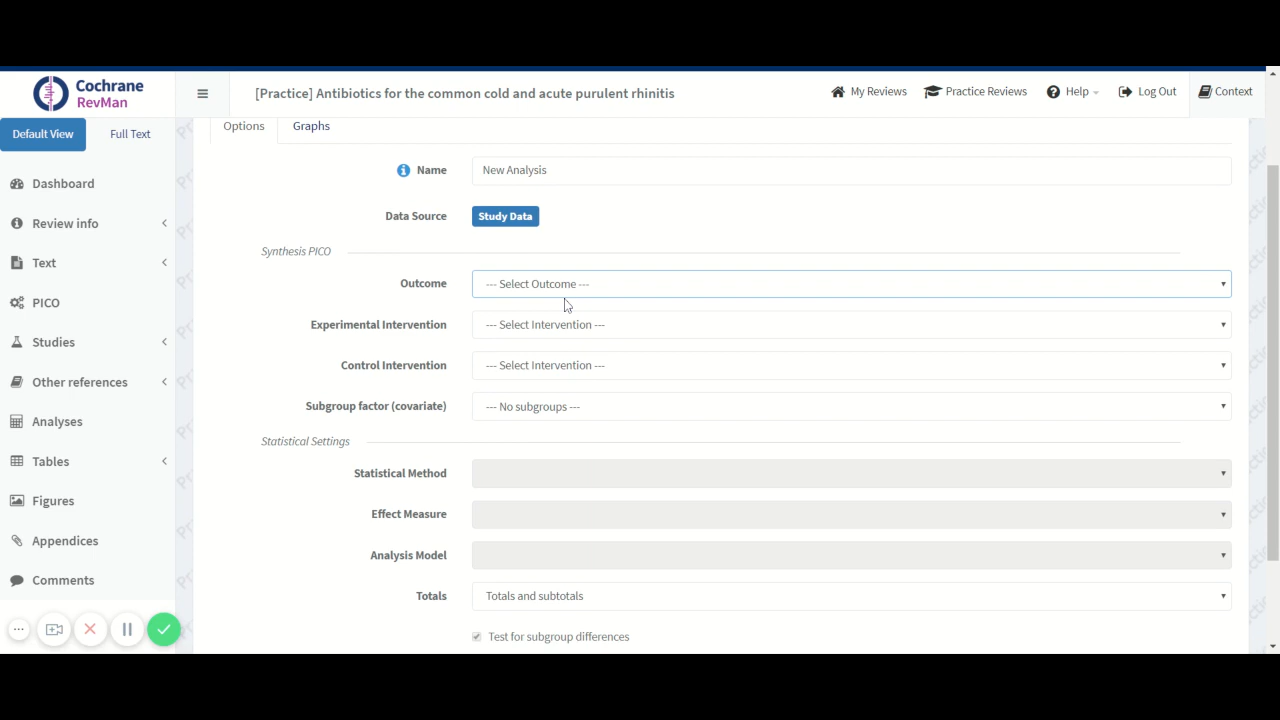 Cochrane
RevMan
[Practice] Antibiotics for the common cold and acute purulent rhinitis
My Reviews
Practice Reviews
Help
Log Out
Context
Default View
Full Text
Dashboard
Review info
Text
PICO
Studies
Other references
Analyses
Tables
Figures
Appendices
Comments
Options
Graphs
Name
New Analysis
Data Source
Study Data
Synthesis PICO
Outcome
--- Select Outcome ---
Experimental Intervention
--- Select Intervention ---
Control Intervention
--- Select Intervention ---
Subgroup factor (covariate)
--- No subgroups ---
Statistical Settings
Statistical Method
Effect Measure
Analysis Model
Totals
Totals and subtotals
Test for subgroup differences